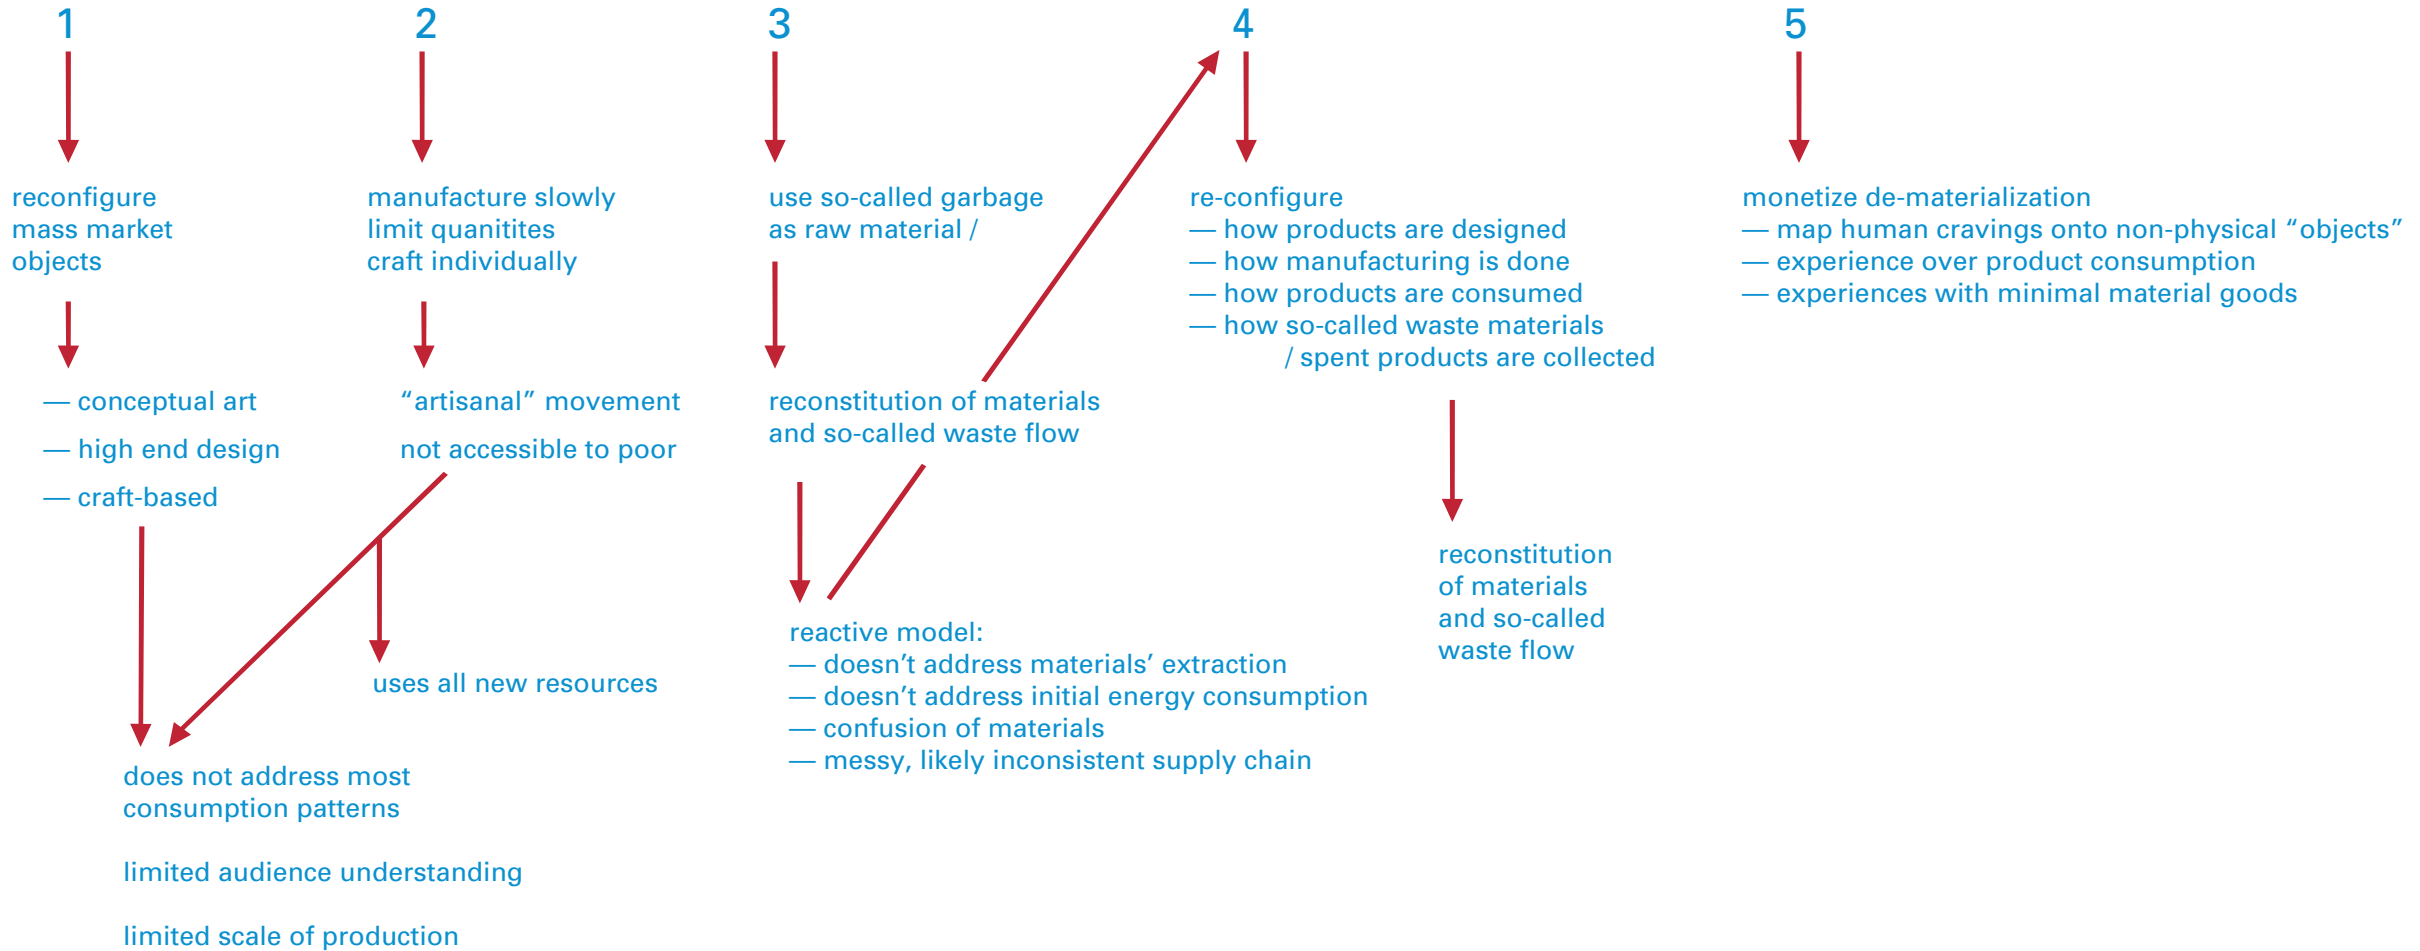 1
reconfigure
mass market
objects
— conceptual art
— high end design
— craft-based
2
manufacture slowly
limit quanitites
craft individually
“artisanal” movement
not accessible to poor
uses all new resources
does not address most
consumption patterns
limited audience understanding
limited scale of production
3
use so-called garbage
as raw material /
reconstitution of materials
and so-called waste flow
reactive model:
— doesn’t address materials’ extraction
— doesn’t address initial energy consumption
— confusion of materials
— messy, likely inconsistent supply chain
4
re-configure
— how products are designed
— how manufacturing is done
— how products are consumed
— how so-called waste materials
/ spent products are collected
reconstitution
of materials
and so-called
waste flow
5
monetize de-materialization
— map human cravings onto non-physical “objects”
— experience over product consumption
— experiences with minimal material goods